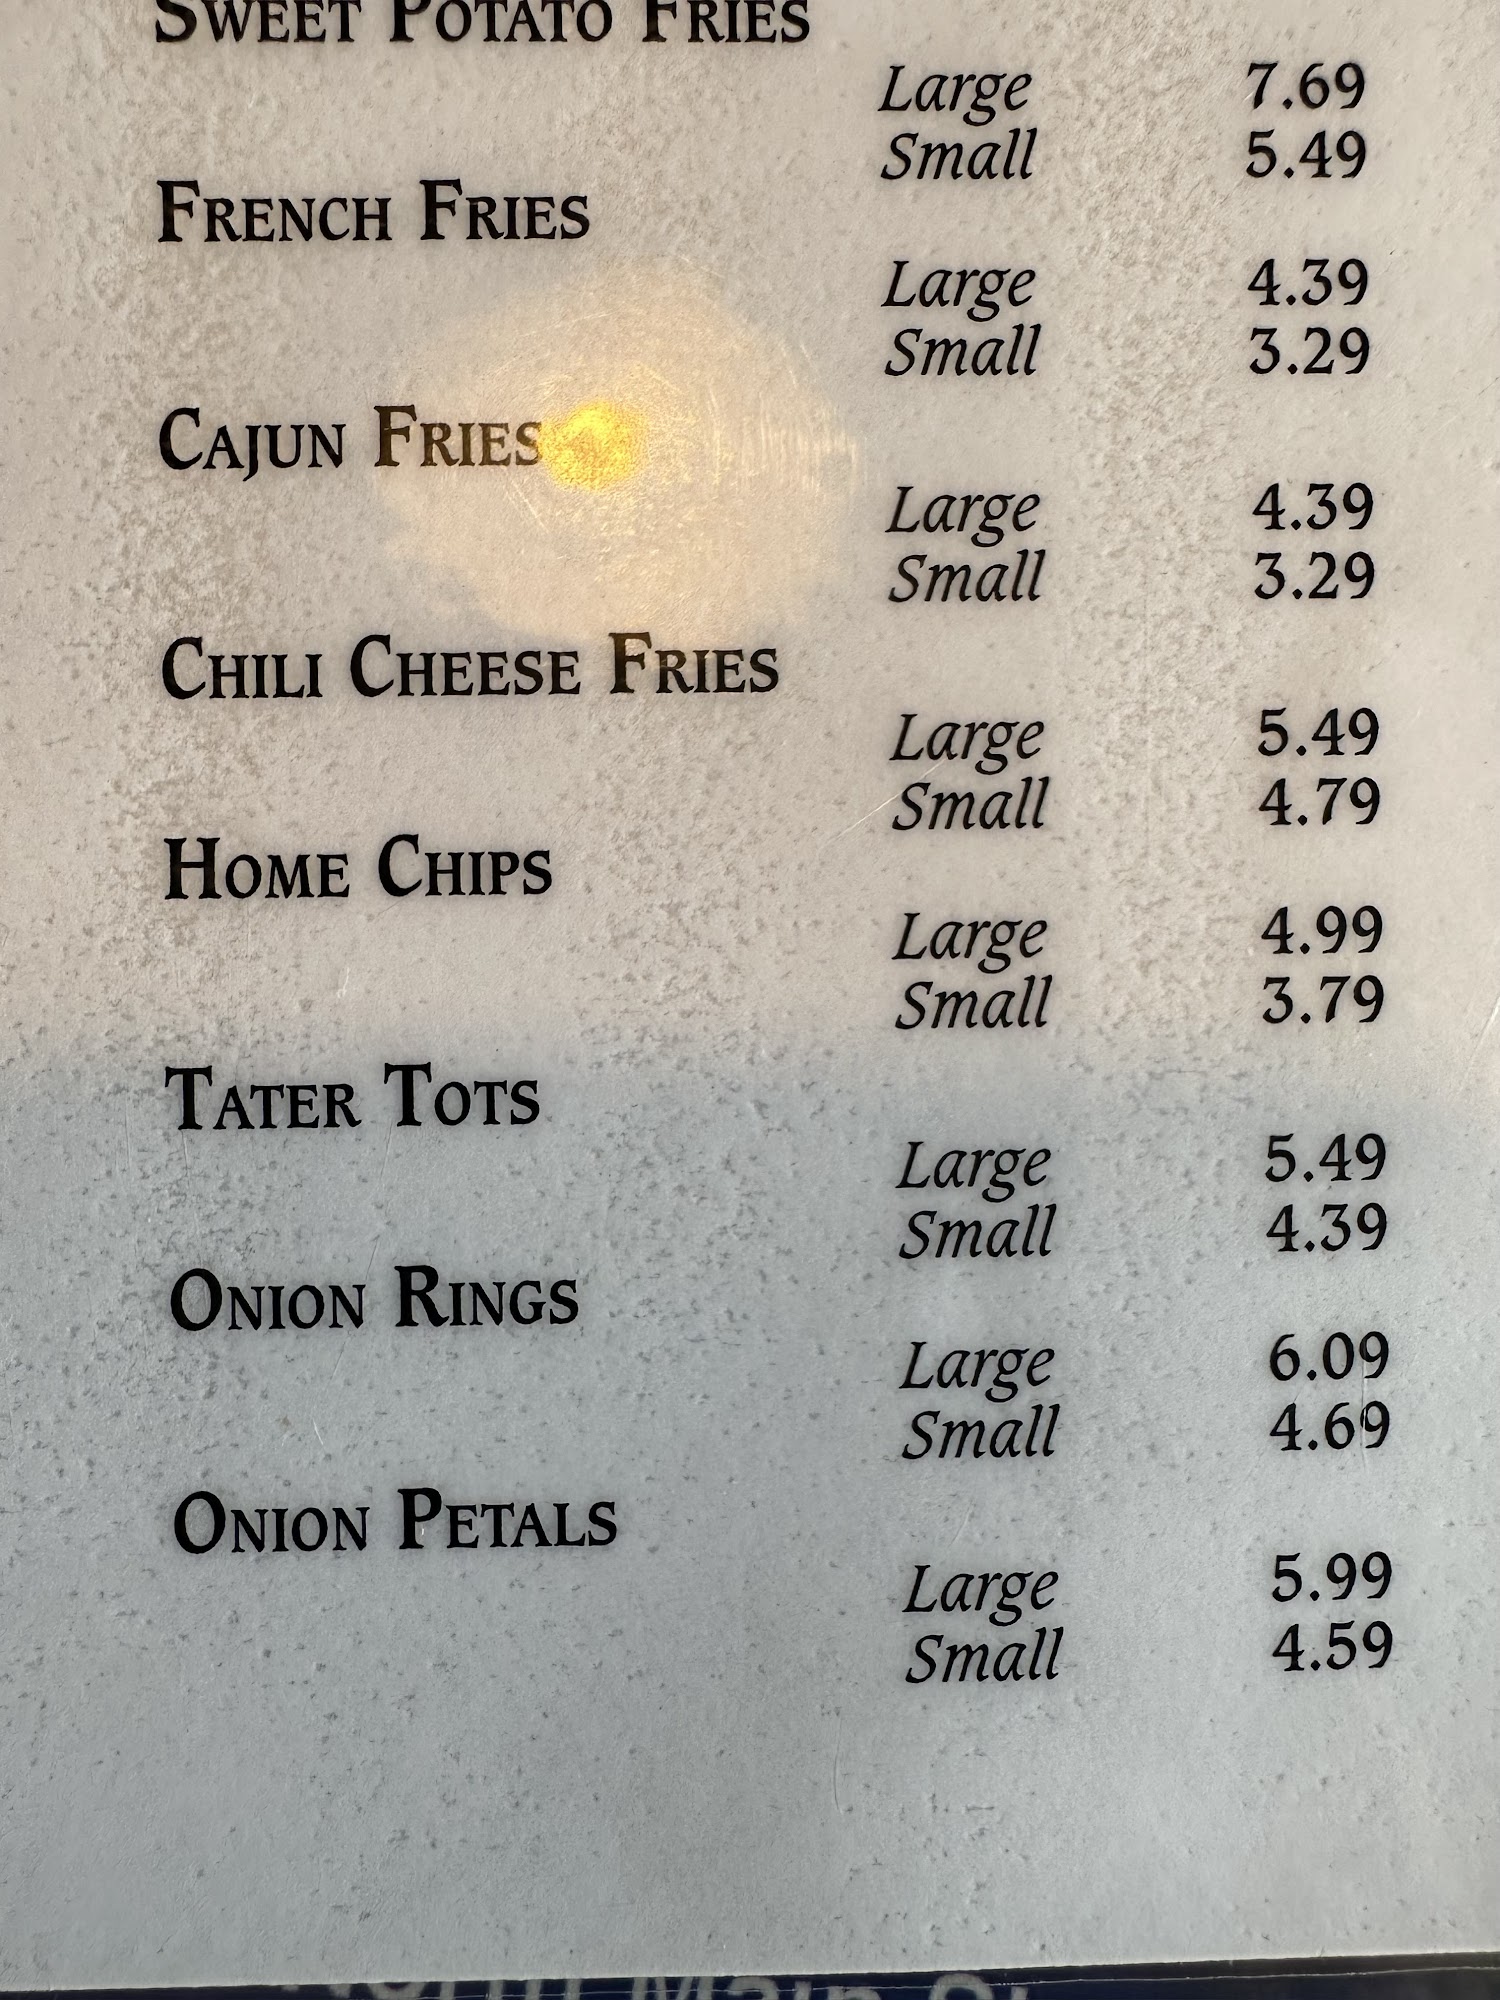 SWEET POTATO FRIES
Large 7.69
Small 5.49
FRENCH FRIES
Large 4.39
Small 3.29
CAJUN FRIES
Large 4.39
Small 3.29
CHILI CHEESE FRIES
Large 5.49
Small 4.79
HOME CHIPS
Large 4.99
Small 3.79
TATER TOTS
Large 5.49
Small 4.39
ONION RINGS
Large 6.09
Small 4.69
ONION PETALS
Large 5.99
Small 4.59
Main